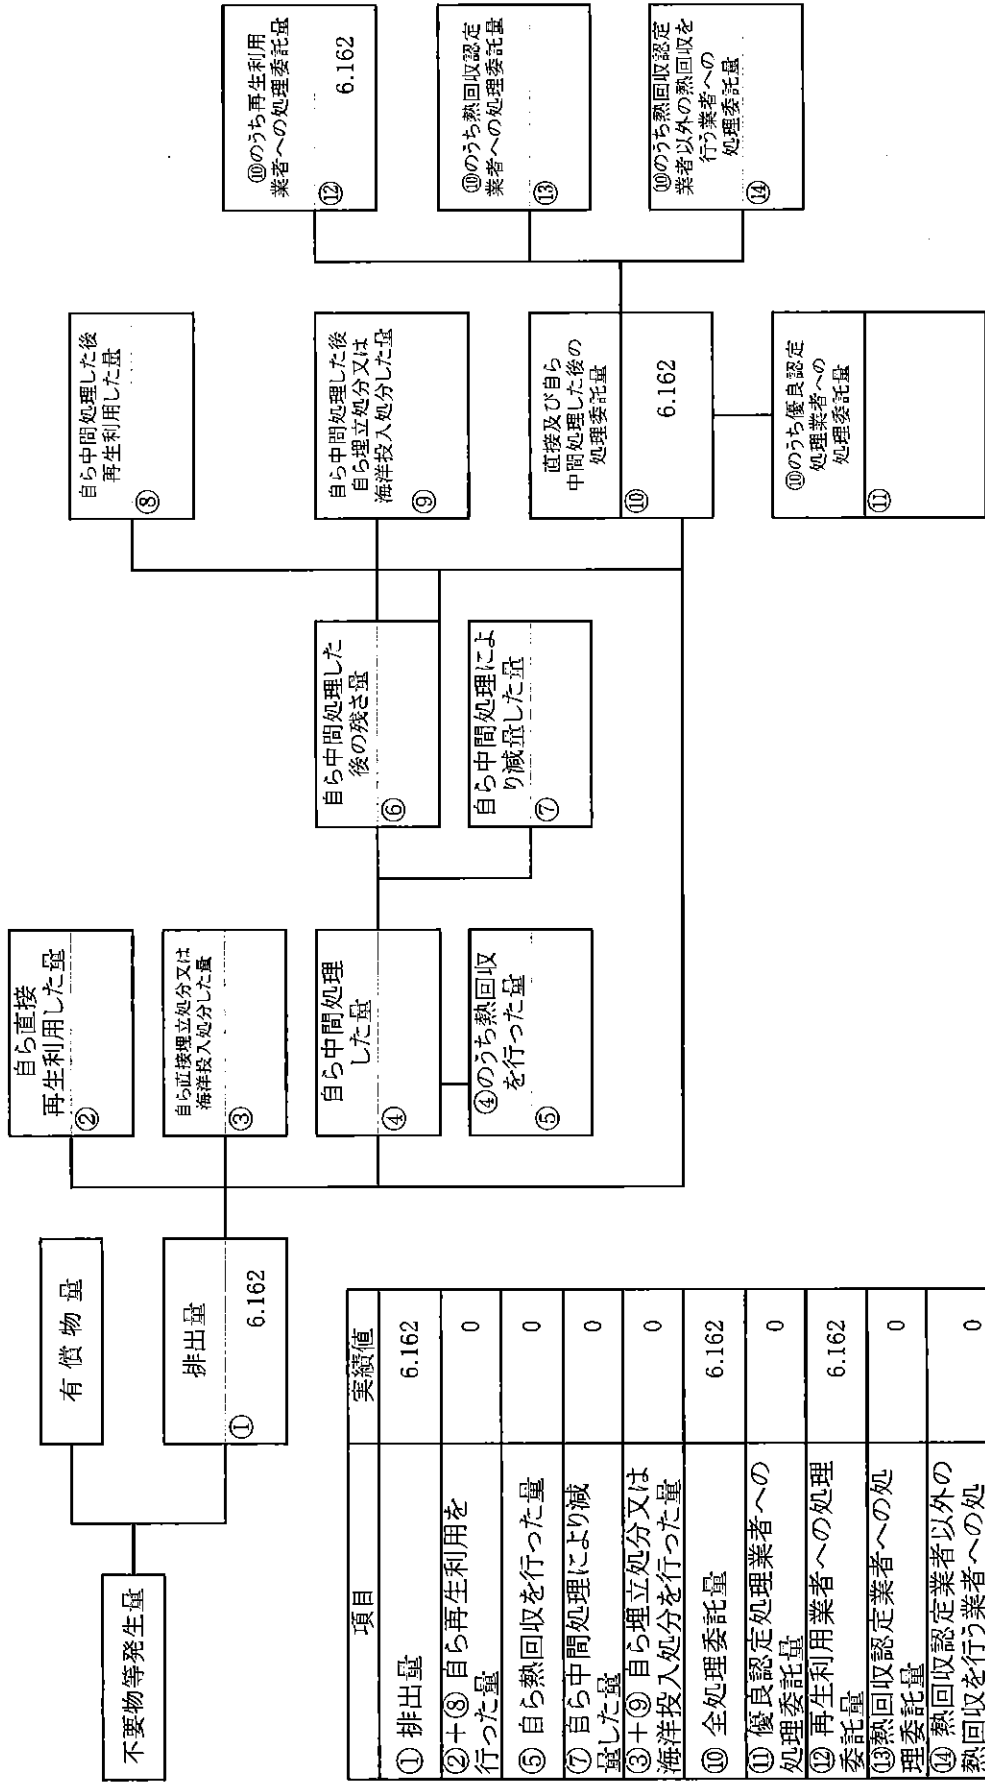 不要物等発生量
有償物量
排出量
①
6.162
自ら直接
再生利用した量
②
自ら直接埋立処分又は
海洋投入処分した量
③
自ら中間処理
した量
④
④のうち熱回収
を行った量
⑤
自ら中間処理した
後の残さ量
⑥
自ら中間処理によ
り減量した量
⑦
自ら中間処理した後
再生利用した量
⑧
自ら中間処理した後
自ら埋立処分又は
海洋投入処分した量
⑨
直接及び自ら
中間処理した後の
処理委託量
⑩
6.162
⑩のうち優良認定
処理業者への
処理委託量
⑪
⑩のうち再生利用
業者への処理委託量
⑫
6.162
⑩のうち熱回収認定
業者への処理委託量
⑬
⑩のうち熱回収認定
業者以外の熱回収を
行う業者への
処理委託量
⑭
項目 実績値
①排出量 6.162
②+⑧ 自ら再生利用を
行った量 0
⑤ 自ら熱回収を行った量 0
⑦ 自ら中間処理により減
量した量 0
③+⑨ 自ら埋立処分又は
海洋投入処分を行った量 0
⑩ 全処理委託量 6.162
⑪ 優良認定処理業者への
処理委託量 0
⑫ 再生利用業者への処理
委託量 6.162
⑬熱回収認定業者への処
理委託量 0
⑭ 熱回収認定業者以外の
熱回収を行う業者への処 0